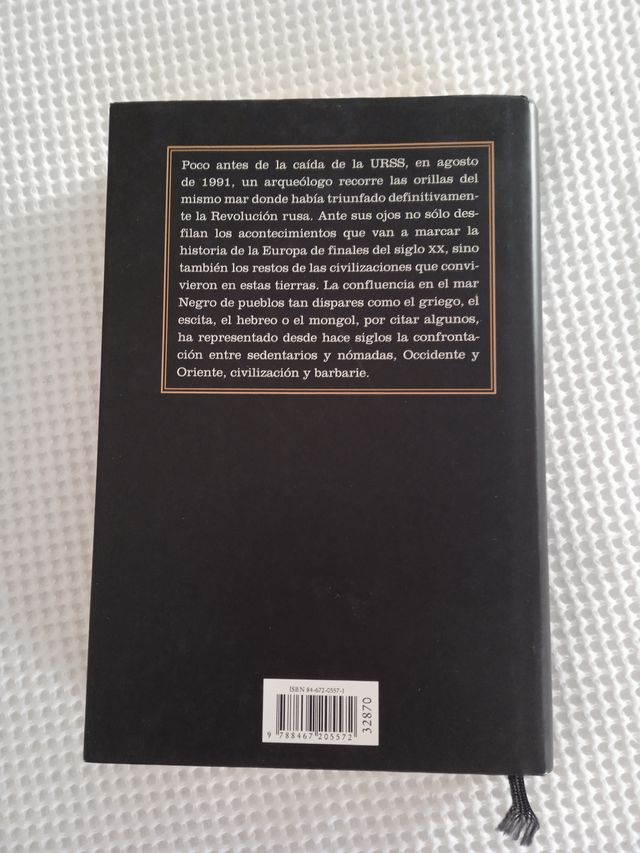 Poco antes de la caída de la URSS, en agosto
de 1991, un arqueólogo recorre las orillas del
mismo mar donde había triunfado definitivamen-
te la Revolución rusa. Ante sus ojos no sólo des-
filan los acontecimientos que van a marcar la
historia de la Europa de finales del siglo XX, sino
también los restos de las civilizaciones que convi-
vieron en estas tierras. La confluencia en el mar
Negro de pueblos tan dispares como el griego, el
escita, el hebreo o el mongol, por citar algunos,
ha representado desde hace siglos la confronta-
ción entre sedentarios y nómadas, Occidente y
Oriente, civilización y barbarie.
ISBN 84-672-0557-1
9 788467 205572
32870